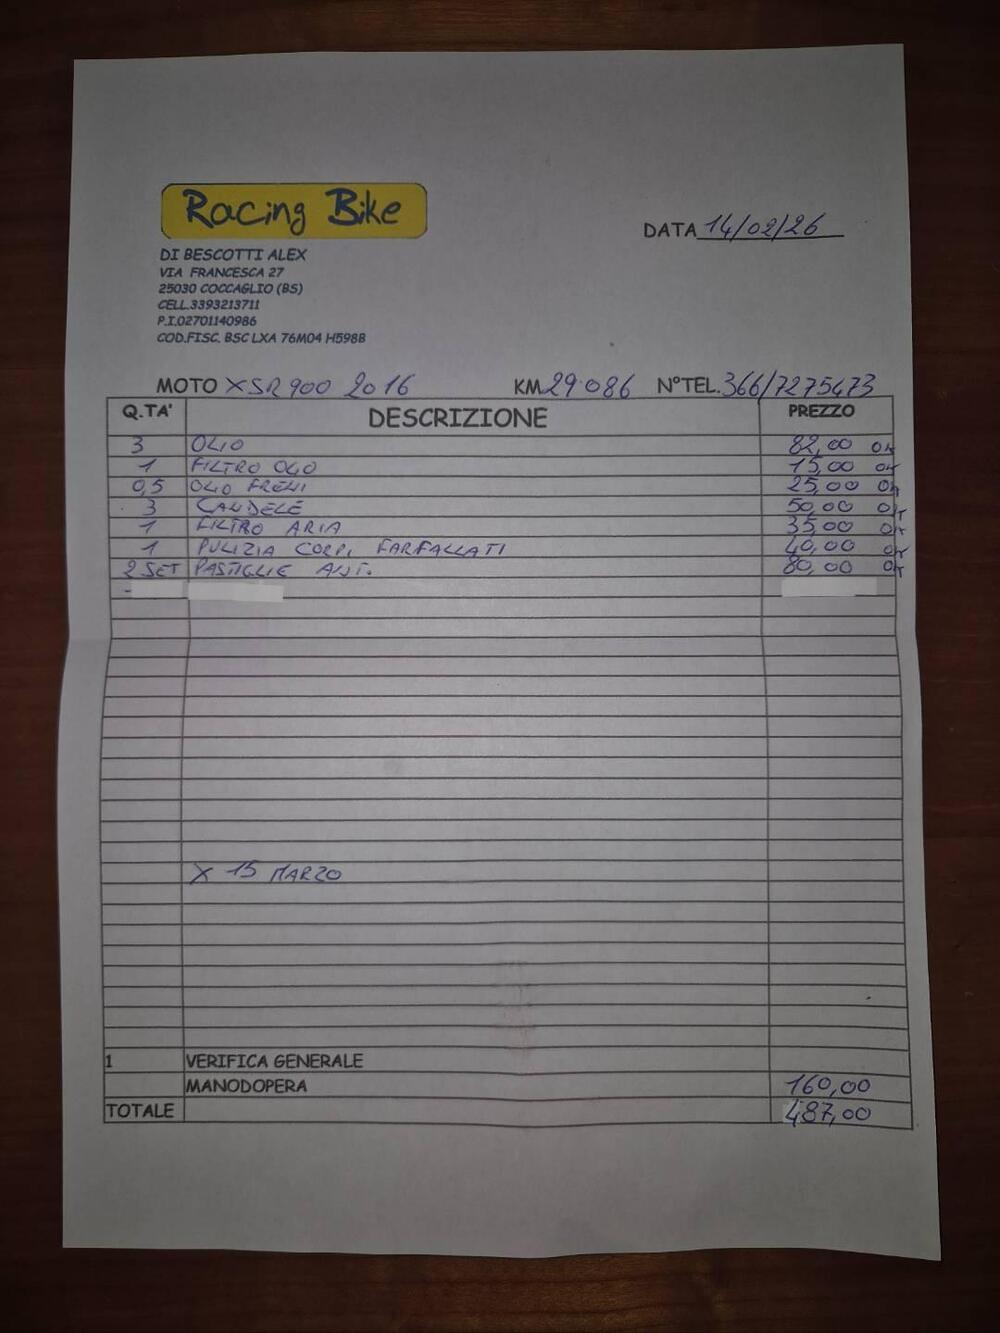 Racing Bike
DATA 14/02/26
DI BESCOTTI ALEX
VIA FRANCESCA 27
25030 COCCAGLIO (BS)
CELL.3393213711
P.I.02701140986
COD.FISC. BSC LXA 76M04 H598B
MOTO XSR 900 2016 KM 29.086 N°TEL. 366/7275473
Q.TA' DESCRIZIONE PREZZO
3 OLIO 82,00 OK
1 FILTRO OLIO 15,00 OK
0,5 OLIO FRENI 25,00 OK
3 CANDELE 50,00 OK
1 FILTRO ARIA 35,00 OK
1 PULIZIA CORPI FARFALLATI 40,00 OK
2 SET PASTIGLIE ANT. 80,00 OK
X 15 MARZO
1 VERIFICA GENERALE
MANODOPERA 160,00
TOTALE 487,00